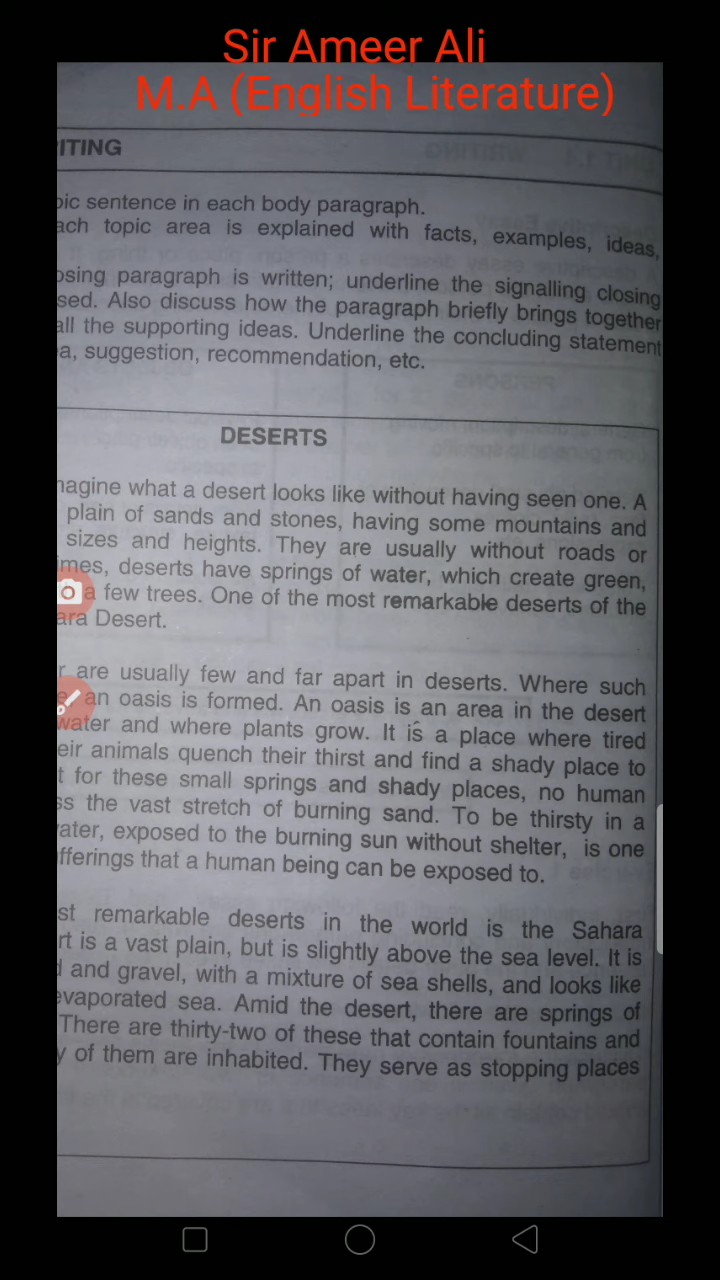 Sir Ameer Ali
M.A (English Literature)
ITING
pic sentence in each body paragraph.
ach topic area is explained with facts, examples, ideas,
osing paragraph is written; underline the signalling closing
sed. Also discuss how the paragraph briefly brings together
all the supporting ideas. Underline the concluding statement
a, suggestion, recommendation, etc.
DESERTS
nagine what a desert looks like without having seen one. A
plain of sands and stones, having some mountains and
sizes and heights. They are usually without roads or
imes, deserts have springs of water, which create green,
a few trees. One of the most remarkable deserts of the
ara Desert.
r are usually few and far apart in deserts. Where such
an oasis is formed. An oasis is an area in the desert
water and where plants grow. It is a place where tired
eir animals quench their thirst and find a shady place to
t for these small springs and shady places, no human
ss the vast stretch of burning sand. To be thirsty in a
vater, exposed to the burning sun without shelter, is one
fferings that a human being can be exposed to.
st remarkable deserts in the world is the Sahara
rt is a vast plain, but is slightly above the sea level. It is
d and gravel, with a mixture of sea shells, and looks like
evaporated sea. Amid the desert, there are springs of
There are thirty-two of these that contain fountains and
y of them are inhabited. They serve as stopping places